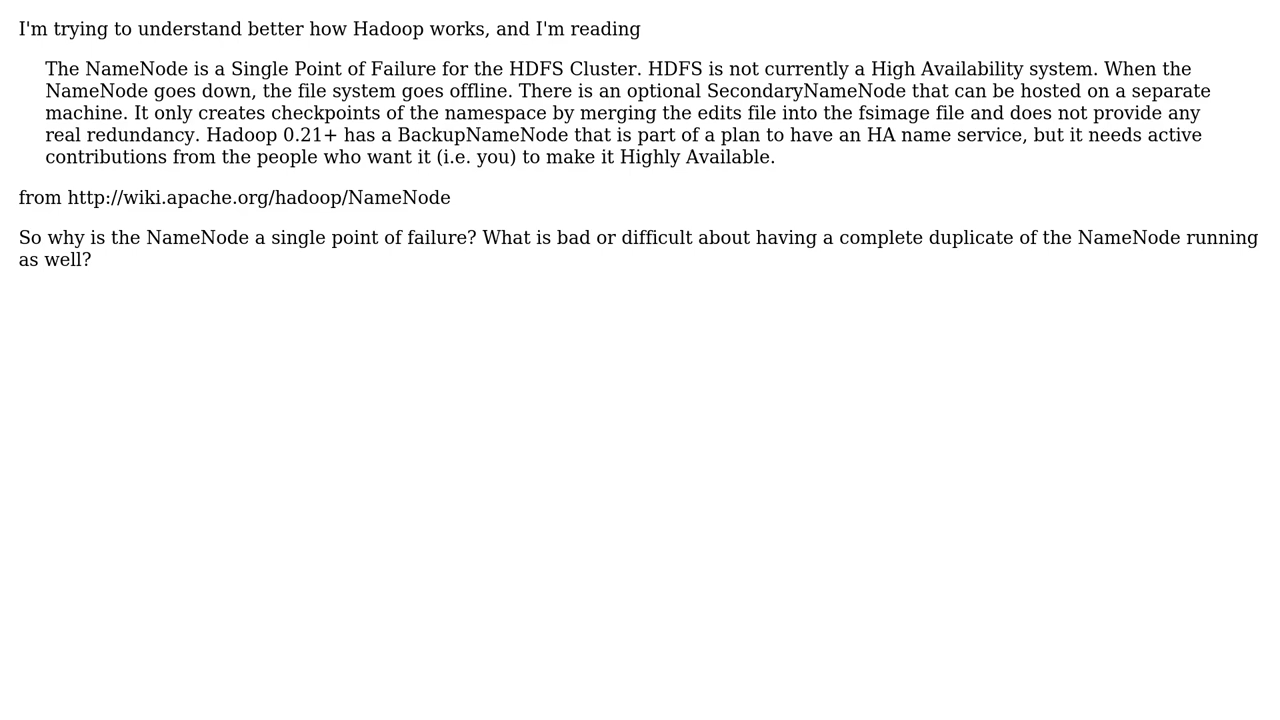 I'm trying to understand better how Hadoop works, and I'm reading
The NameNode is a Single Point of Failure for the HDFS Cluster. HDFS is not currently a High Availability system. When the
NameNode goes down, the file system goes offline. There is an optional SecondaryNameNode that can be hosted on a separate
machine. It only creates checkpoints of the namespace by merging the edits file into the fsimage file and does not provide any
real redundancy. Hadoop 0.21+ has a BackupNameNode that is part of a plan to have an HA name service, but it needs active
contributions from the people who want it (i.e. you) to make it Highly Available.
from http://wiki.apache.org/hadoop/NameNode
So why is the NameNode a single point of failure? What is bad or difficult about having a complete duplicate of the NameNode running
as well?